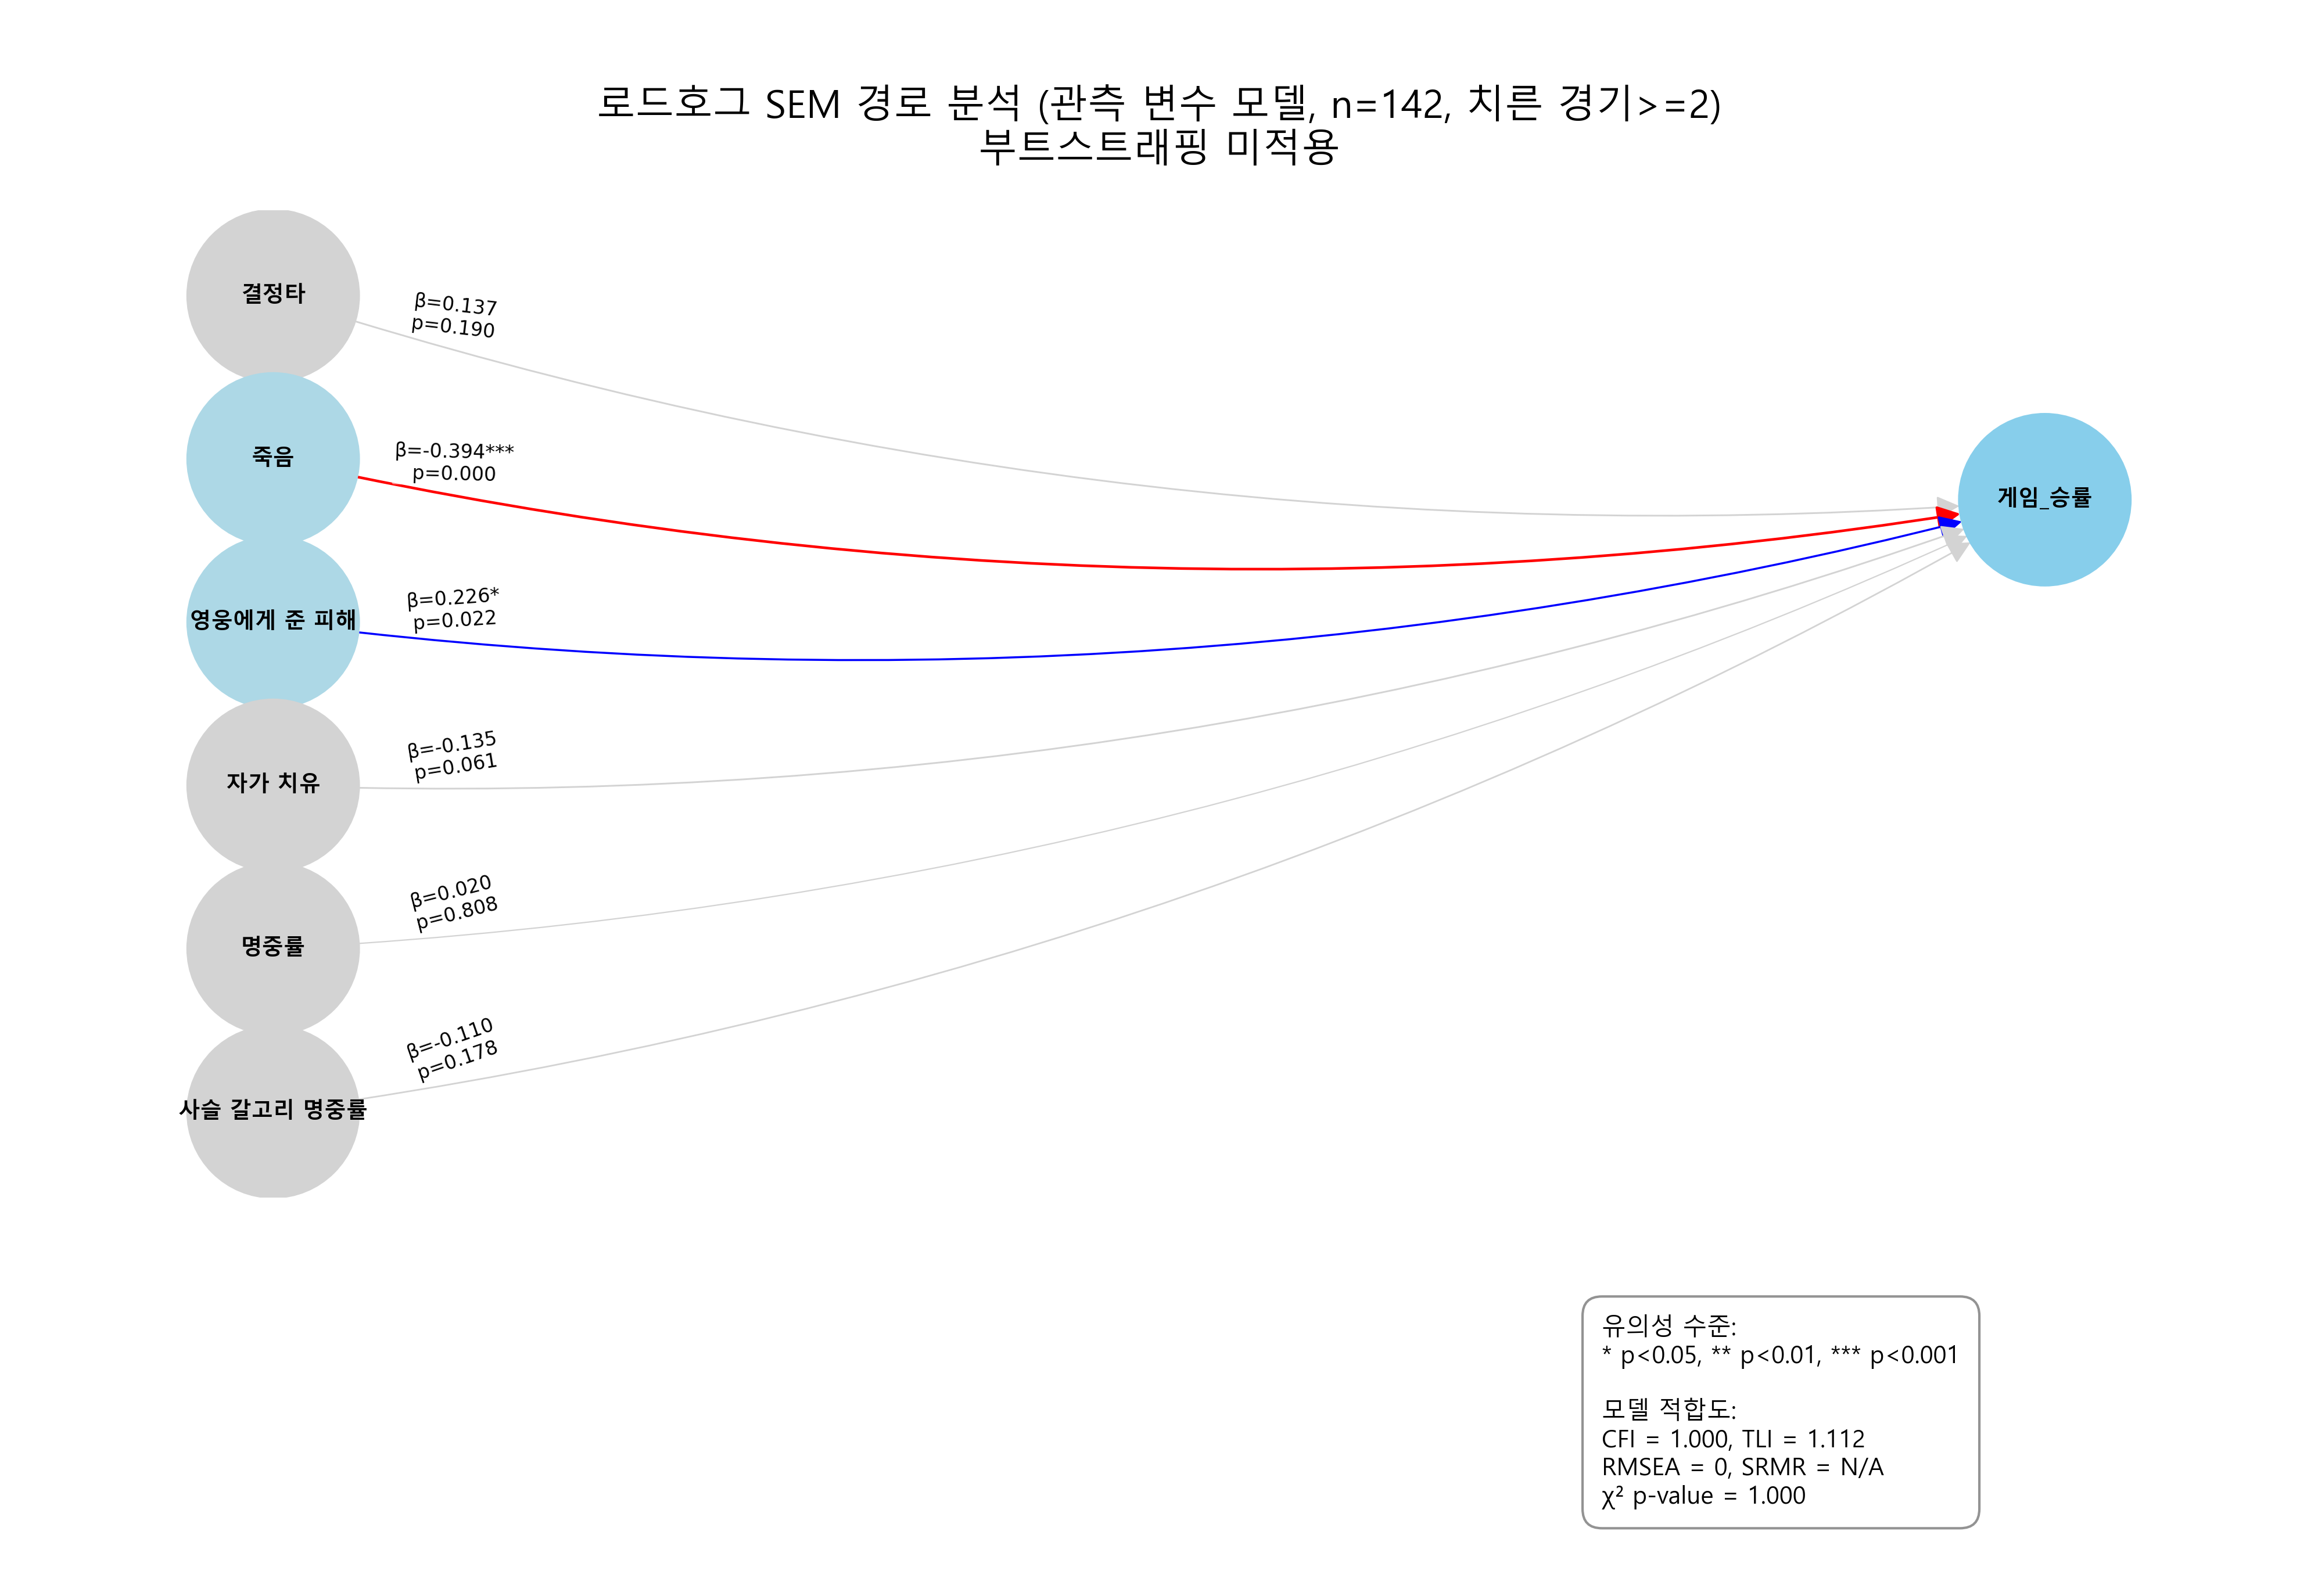 로드호그 SEM 경로 분석 (관측 변수 모델, n=142, 치른 경기>=2)
부트스트래핑 미적용
결정타
β=0.137
p=0.190
죽음
β=-0.394***
p=0.000
게임_승률
영웅에게 준 피해
β=0.226*
p=0.022
자가 치유
β=-0.135
p=0.061
명중률
β=0.020
p=0.808
사슬 갈고리 명중률
β=-0.110
p=0.178
유의성 수준:
* p<0.05, ** p<0.01, *** p<0.001
모델 적합도:
CFI = 1.000, TLI = 1.112
RMSEA = 0, SRMR = N/A
χ² p-value = 1.000